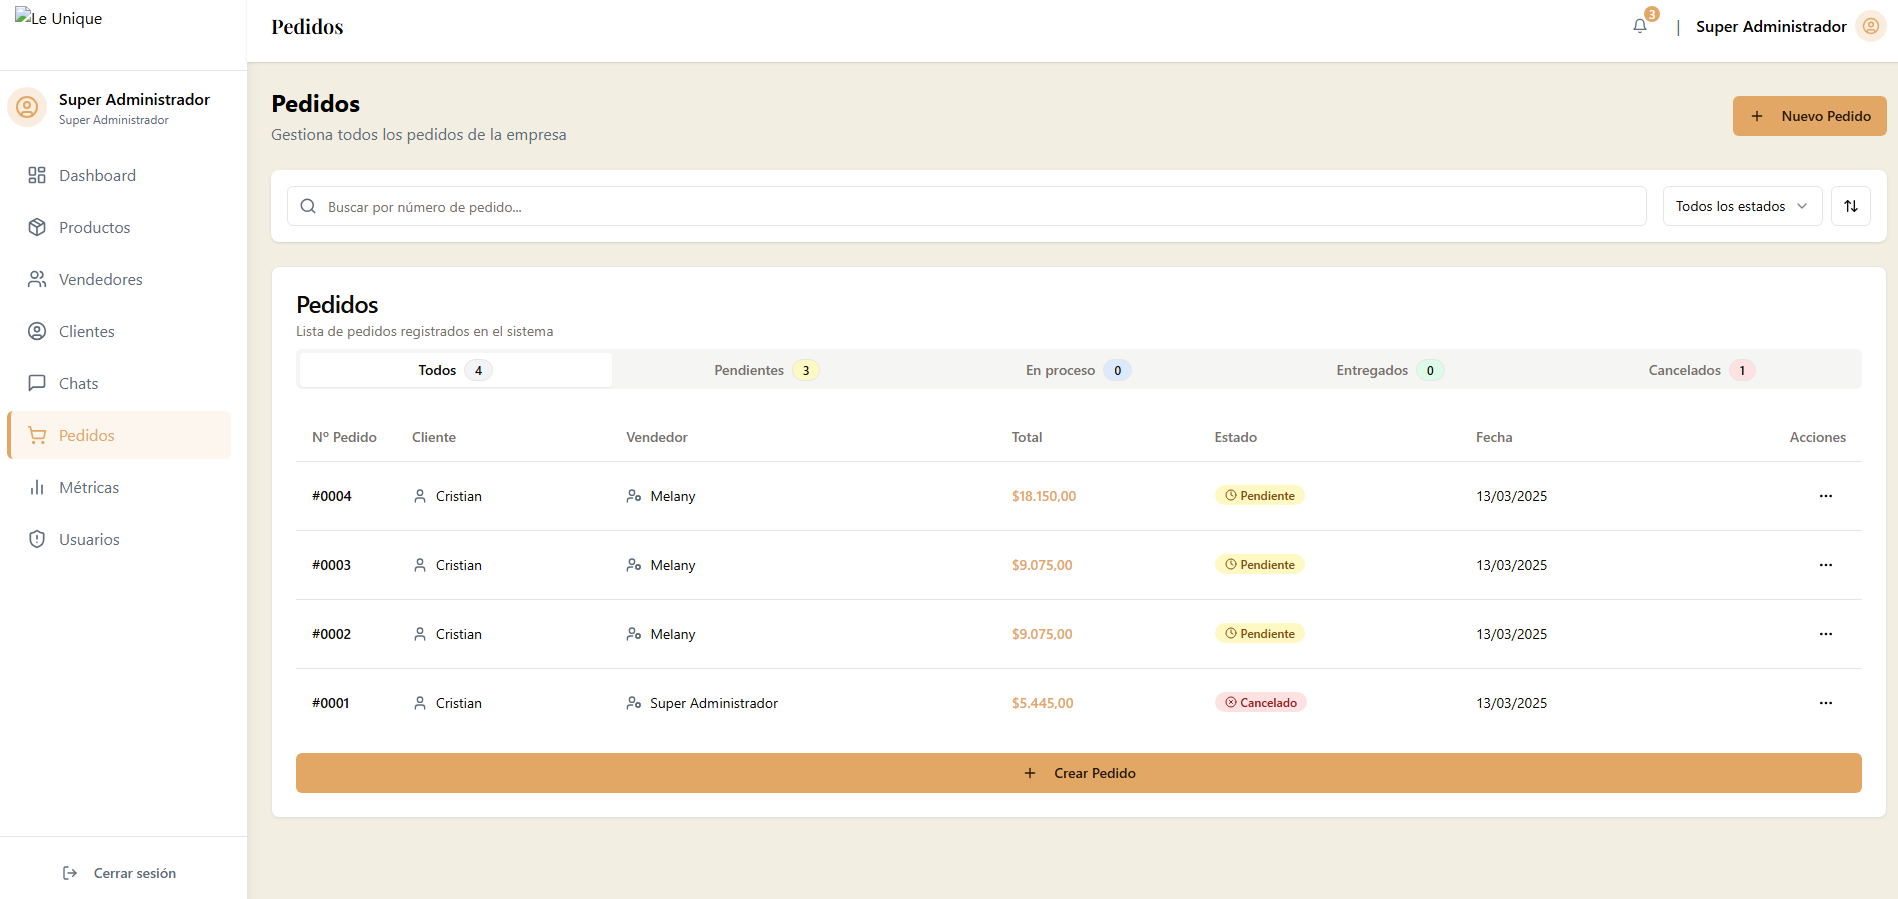 Le Unique
Pedidos
3
| Super Administrador
Super Administrador
Super Administrador
Dashboard
Productos
Vendedores
Clientes
Chats
Pedidos
Métricas
Usuarios
Cerrar sesión
Pedidos
Gestiona todos los pedidos de la empresa
+ Nuevo Pedido
Buscar por número de pedido...
Todos los estados
Pedidos
Lista de pedidos registrados en el sistema
Todos 4 Pendientes 3 En proceso 0 Entregados 0 Cancelados 1
Nº Pedido Cliente Vendedor Total Estado Fecha Acciones
#0004 Cristian Melany $18.150,00 Pendiente 13/03/2025 ...
#0003 Cristian Melany $9.075,00 Pendiente 13/03/2025 ...
#0002 Cristian Melany $9.075,00 Pendiente 13/03/2025 ...
#0001 Cristian Super Administrador $5.445,00 Cancelado 13/03/2025 ...
+ Crear Pedido